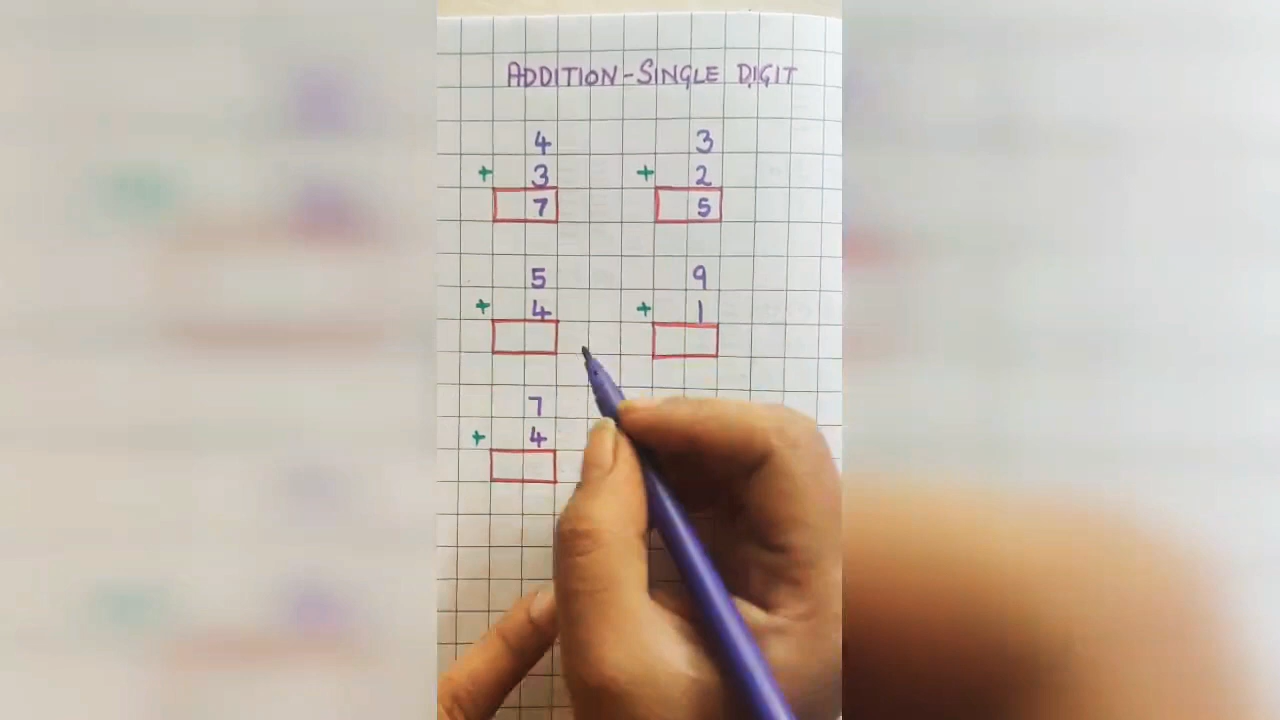 ADDITION-SINGLE DIGIT
4 3
+ 3 + 2
7 5
5 9
+ 4 + 1
7
+ 4